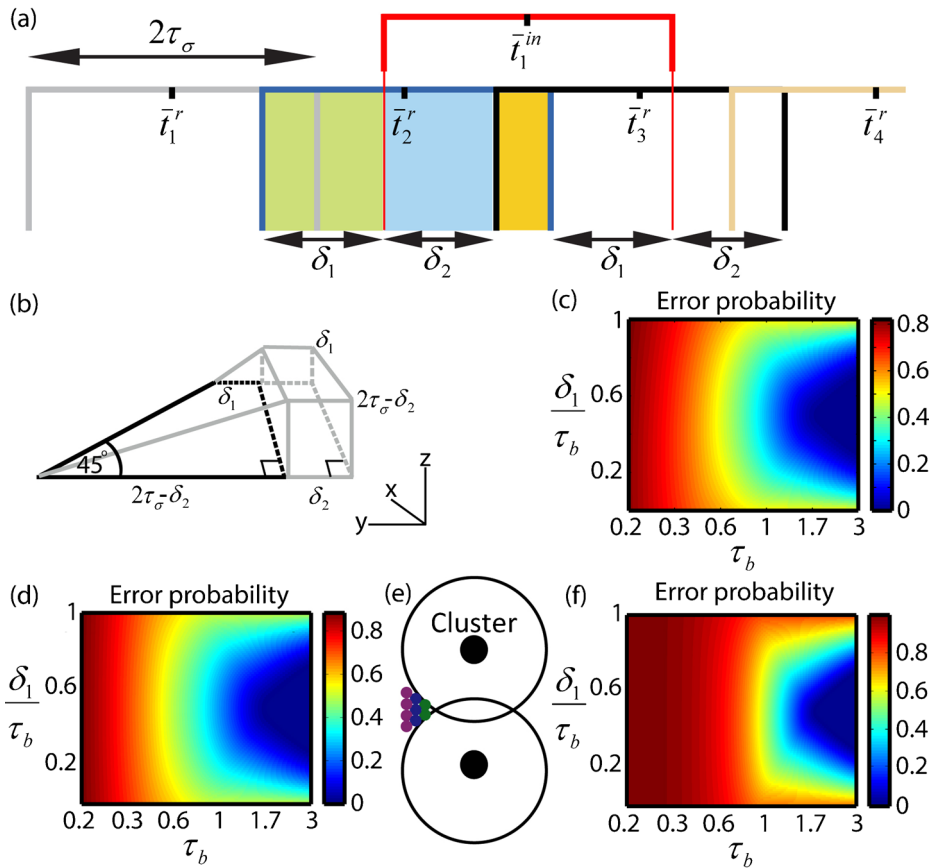 (a)
2τσ
t̄₁ⁱⁿ
t̄₁ʳ
t̄₂ʳ
t̄₃ʳ
t̄₄ʳ
δ₁
δ₂
δ₁
δ₂
(b)
δ₁
δ₁
2τσ-δ₂
45°
2τσ-δ₂
δ₂
z
x
y
(c)
Error probability
1
0.6
0.2
δ₁
τb
0.2 0.3 0.6 1 1.7 3
τb
0.8
0.6
0.4
0.2
0
(d)
Error probability
1
0.6
0.2
δ₁
τb
0.2 0.3 0.6 1 1.7 3
τb
0.8
0.6
0.4
0.2
0
(e)
Cluster
(f)
Error probability
1
0.6
0.2
δ₁
τb
0.2 0.3 0.6 1 1.7 3
τb
0.8
0.6
0.4
0.2
0